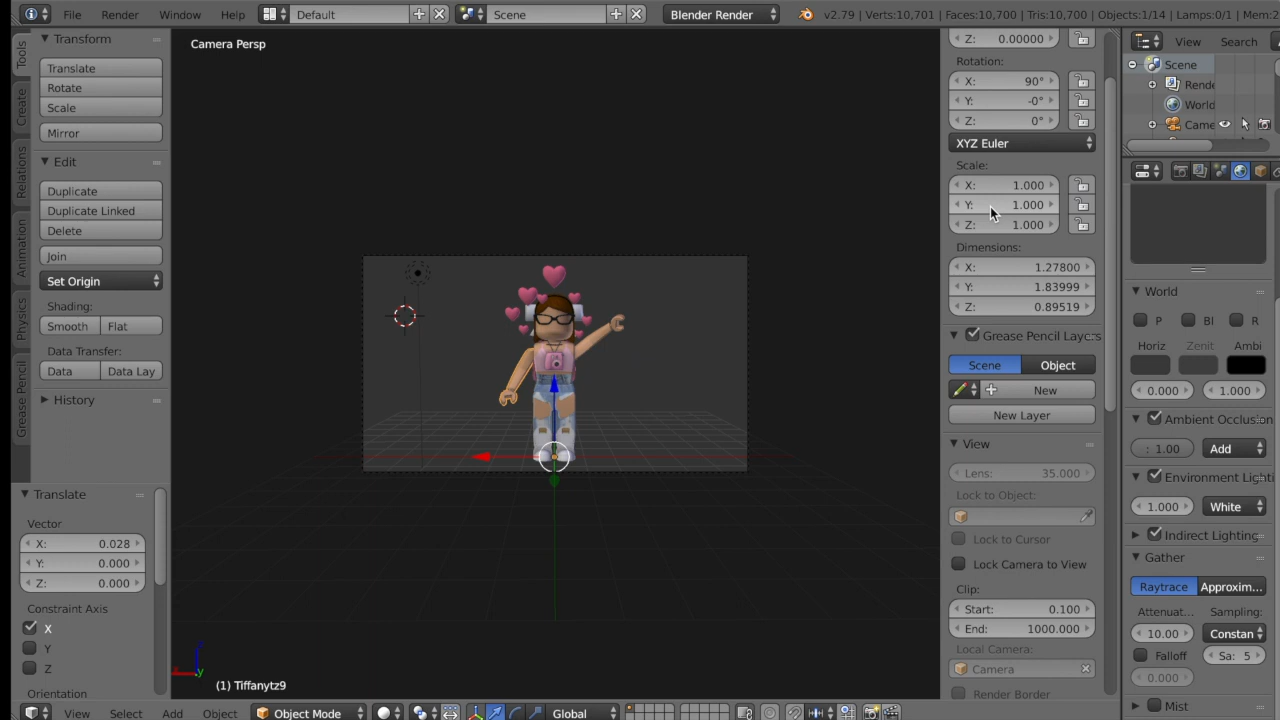 File Render Window Help Default Scene Blender Render v2.79 | Verts:10,701 | Faces:10,700 | Tris:10,700 | Objects:1/14 | Lamps:0/1 | Mem:2
Tools
Create
Relations
Animation
Physics
Grease Pencil
Transform
Translate
Rotate
Scale
Mirror
Edit
Duplicate
Duplicate Linked
Delete
Join
Set Origin
Shading:
Smooth Flat
Data Transfer:
Data Data Lay
History
Translate
Vector
X: 0.028
Y: 0.000
Z: 0.000
Constraint Axis
X
Y
Z
Orientation
Camera Persp
z
y
(1) Tiffanytz9
View Select Add Object Object Mode Global
Z: 0.00000
Rotation:
X: 90°
Y: -0°
Z: 0°
XYZ Euler
Scale:
X: 1.000
Y: 1.000
Z: 1.000
Dimensions:
X: 1.27800
Y: 1.83999
Z: 0.89519
Grease Pencil Layers
Scene Object
New
New Layer
View
Lens: 35.000
Lock to Object:
Lock to Cursor
Lock Camera to View
Clip:
Start: 0.100
End: 1000.000
Local Camera:
Camera
Render Border
View Search
Scene
Rende
World
Came
World
P Bl R
Horiz Zenit Ambi
0.000 1.000
Ambient Occlusion
: 1.00 Add
Environment Lighti
1.000 White
Indirect Lighting
Gather
Raytrace Approxim...
Attenuat... Sampling:
10.00 Constan
Falloff Sa: 5
0.000
Mist